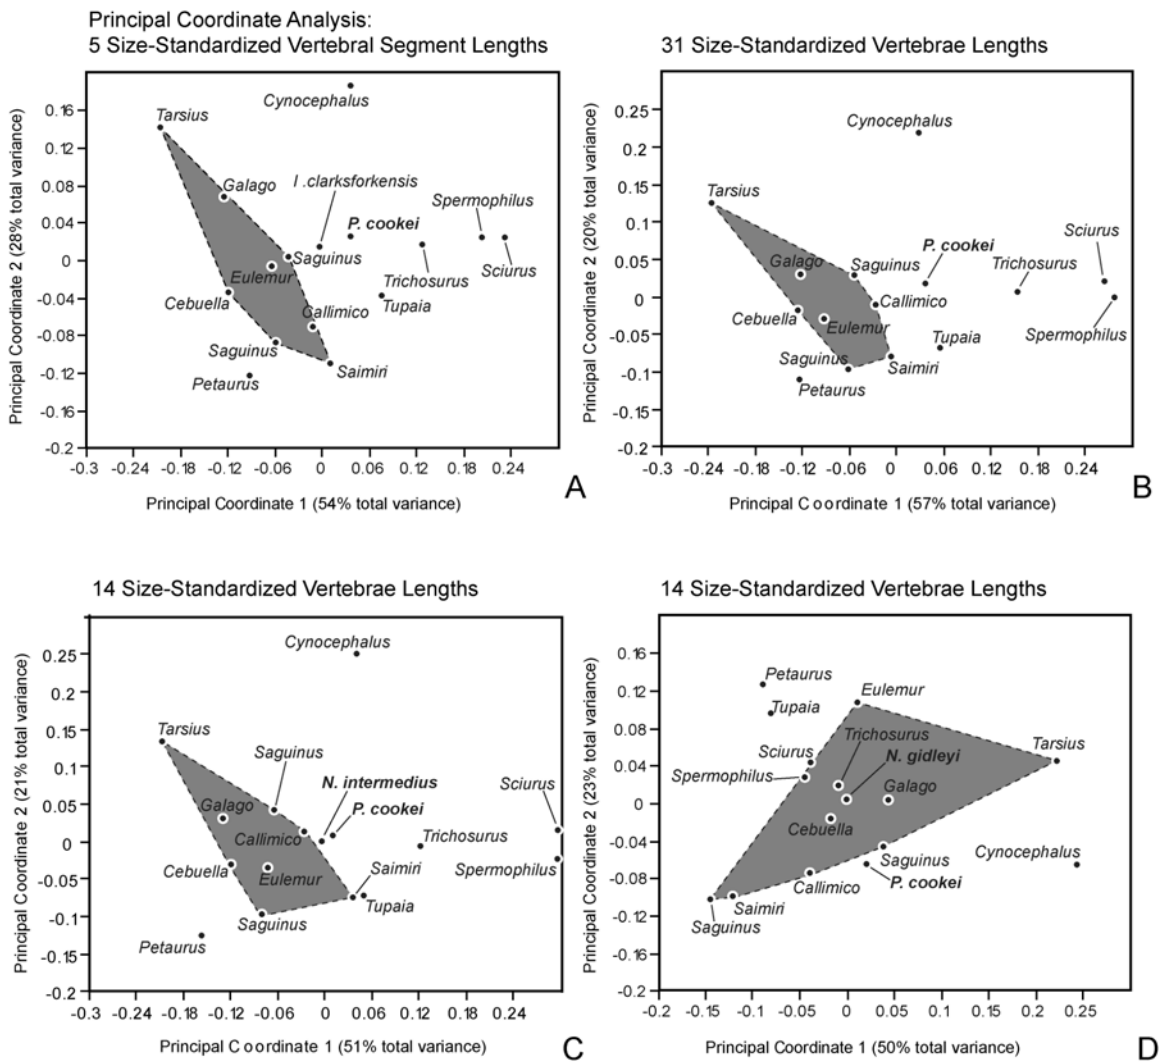 Principal Coordinate Analysis:
5 Size-Standardized Vertebral Segment Lengths
Principal Coordinate 2 (28% total variance)
0.16
0.12
0.08
0.04
0
-0.04
-0.08
-0.12
-0.16
-0.2
Cynocephalus
Tarsius
Galago
I .clarksforkensis
Spermophilus
P. cookei
Saguinus
Eulemur
Sciurus
Trichosurus
Cebuella
Callimico
Tupaia
Saguinus
Saimiri
Petaurus
-0.3 -0.24 -0.18 -0.12 -0.06 0 0.06 0.12 0.18 0.24
Principal Coordinate 1 (54% total variance)
A
31 Size-Standardized Vertebrae Lengths
Principal Coordinate 2 (20% total variance)
0.25
0.2
0.15
0.1
0.05
0
-0.05
-0.1
-0.15
-0.2
Cynocephalus
Tarsius
Sciurus
P. cookei
Galago
Saguinus
Trichosurus
Callimico
Cebuella
Eulemur
Spermophilus
Tupaia
Saguinus
Saimiri
Petaurus
-0.3 -0.24 -0.18 -0.12 -0.06 0 0.06 0.12 0.18 0.24
Principal Coordinate 1 (57% total variance)
B
14 Size-Standardized Vertebrae Lengths
Principal Coordinate 2 (21% total variance)
0.25
0.2
0.15
0.1
0.05
0
-0.05
-0.1
-0.15
-0.2
Cynocephalus
Tarsius
Saguinus
N. intermedius
Sciurus
Galago
P. cookei
Callimico
Trichosurus
Cebuella
Eulemur
Saimiri
Spermophilus
Tupaia
Saguinus
Petaurus
-0.3 -0.24 -0.18 -0.12 -0.06 0 0.06 0.12 0.18 0.24
Principal Coordinate 1 (51% total variance)
C
14 Size-Standardized Vertebrae Lengths
Principal Coordinate 2 (23% total variance)
0.16
0.12
0.08
0.04
0
-0.04
-0.08
-0.12
-0.16
-0.2
Petaurus
Eulemur
Tupaia
Trichosurus
Tarsius
Sciurus
N. gidleyi
Spermophilus
Galago
Cebuella
Cynocephalus
Saguinus
Callimico
P. cookei
Saimiri
Saguinus
-0.2 -0.15 -0.1 -0.05 0 0.05 0.1 0.15 0.2 0.25
Principal Coordinate 1 (50% total variance)
D